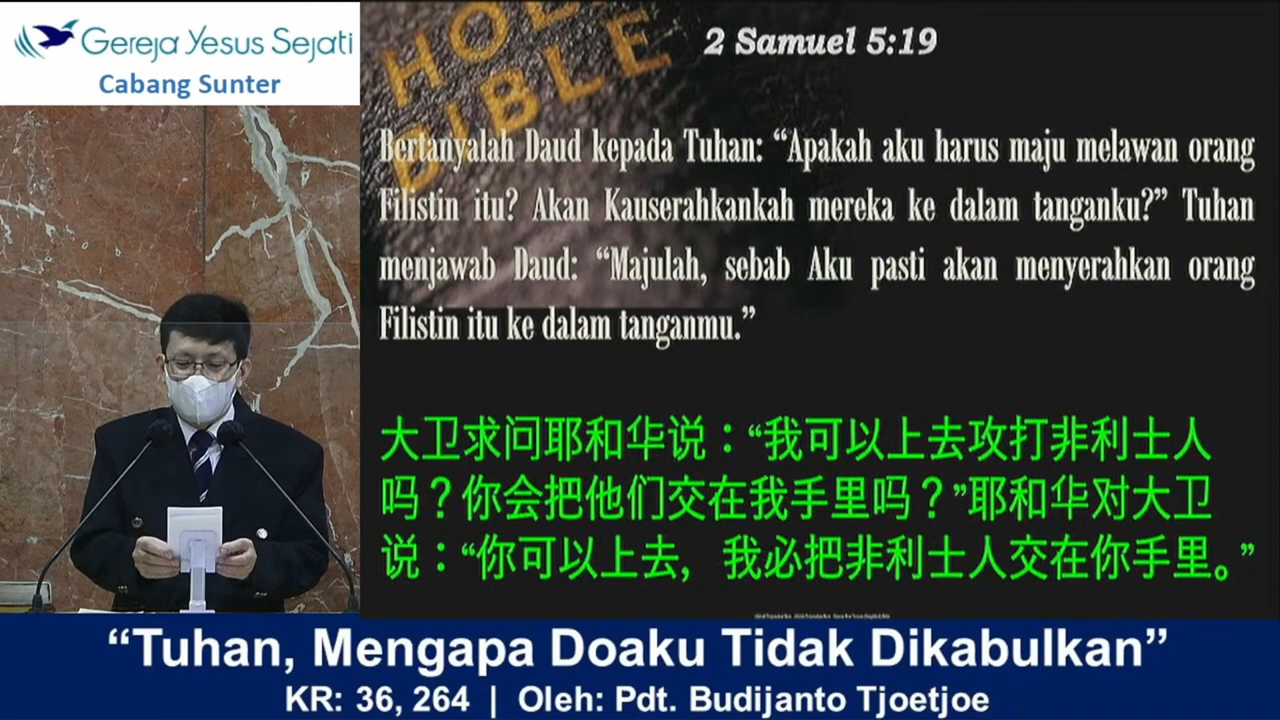 Gereja Yesus Sejati
Cabang Sunter
HOLY
BIBLE
2 Samuel 5:19
Bertanyalah Daud kepada Tuhan: “Apakah aku harus maju melawan orang
Filistin itu? Akan Kauserahkankah mereka ke dalam tanganku?” Tuhan
menjawab Daud: “Majulah, sebab Aku pasti akan menyerahkan orang
Filistin itu ke dalam tanganmu.”
大卫求问耶和华说：“我可以上去攻打非利士人
吗？你会把他们交在我手里吗？”耶和华对大卫
说：“你可以上去，我必把非利士人交在你手里。”
“Tuhan, Mengapa Doaku Tidak Dikabulkan”
KR: 36, 264 | Oleh: Pdt. Budijanto Tjoetjoe